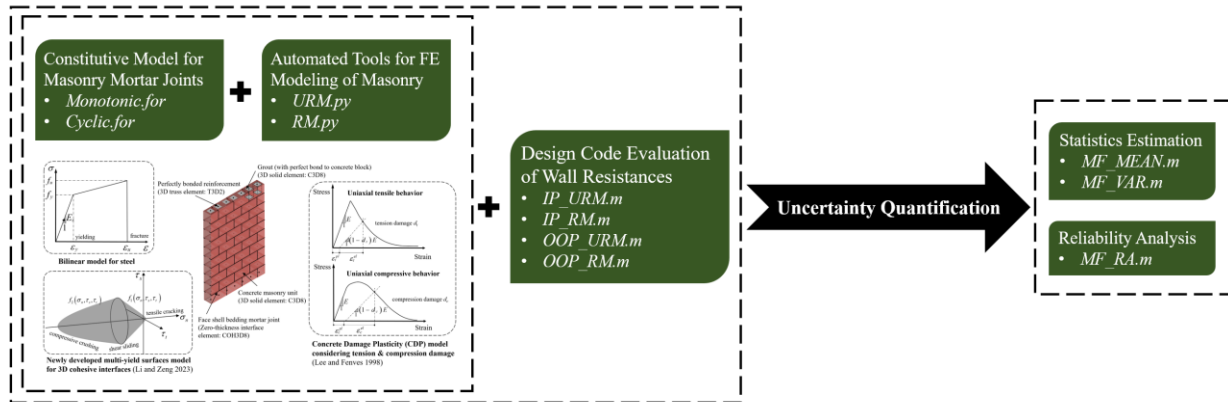 Constitutive Model for
Masonry Mortar Joints
• Monotonic.for
• Cyclic.for
Automated Tools for FE
Modeling of Masonry
• URM.py
• RM.py
Grout (with perfect bond to concrete block)
(3D solid element: C3D8)
Perfectly bonded reinforcement
(3D truss element: T3D2)
yielding
fracture
Bilinear model for steel
tensile cracking
compressive crushing
shear sliding
Newly developed multi-yield surfaces model
for 3D cohesive interfaces (Li and Zeng 2023)
Concrete masonry unit
(3D solid element: C3D8)
Face shell bedding mortar joint
(Zero-thickness interface
element: COH3D8)
Uniaxial tensile behavior
Stress
tension damage
Strain
Uniaxial compressive behavior
Stress
compression damage
Strain
Concrete Damage Plasticity (CDP) model
considering tension & compression damage
(Lee and Fenves 1998)
Design Code Evaluation
of Wall Resistances
• IP_URM.m
• IP_RM.m
• OOP_URM.m
• OOP_RM.m
Uncertainty Quantification
Statistics Estimation
• MF_MEAN.m
• MF_VAR.m
Reliability Analysis
• MF_RA.m